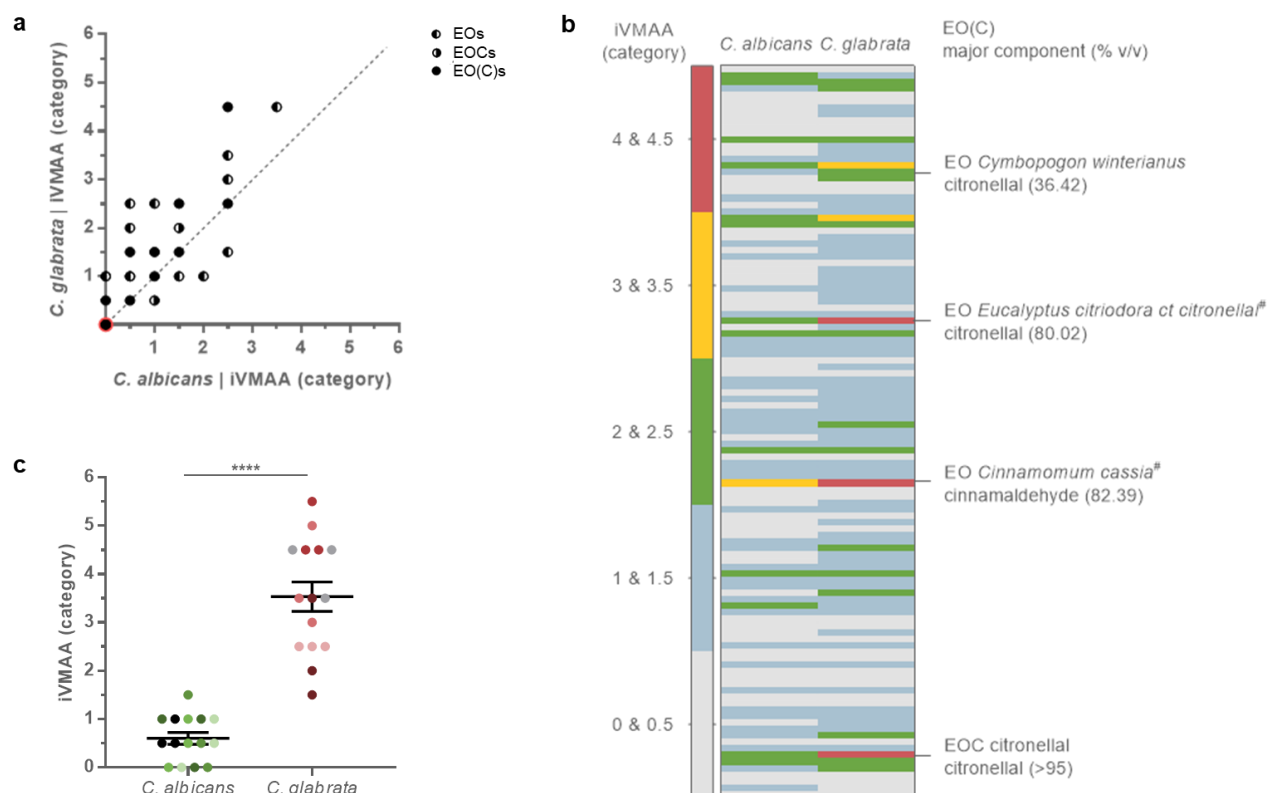 a
C. glabrata | iVMAA (category)
6
5
4
3
2
1
1 2 3 4 5 6
C. albicans | iVMAA (category)
EOs
EOCs
EO(C)s
b
iVMAA
(category)
C. albicans C. glabrata
EO(C)
major component (% v/v)
4 & 4.5
3 & 3.5
2 & 2.5
1 & 1.5
0 & 0.5
EO Cymbopogon winterianus
citronellal (36.42)
EO Eucalyptus citriodora ct citronellal#
citronellal (80.02)
EO Cinnamomum cassia#
cinnamaldehyde (82.39)
EOC citronellal
citronellal (>95)
c
iVMAA (category)
6
5
4
3
2
1
0
****
C. albicans C. glabrata